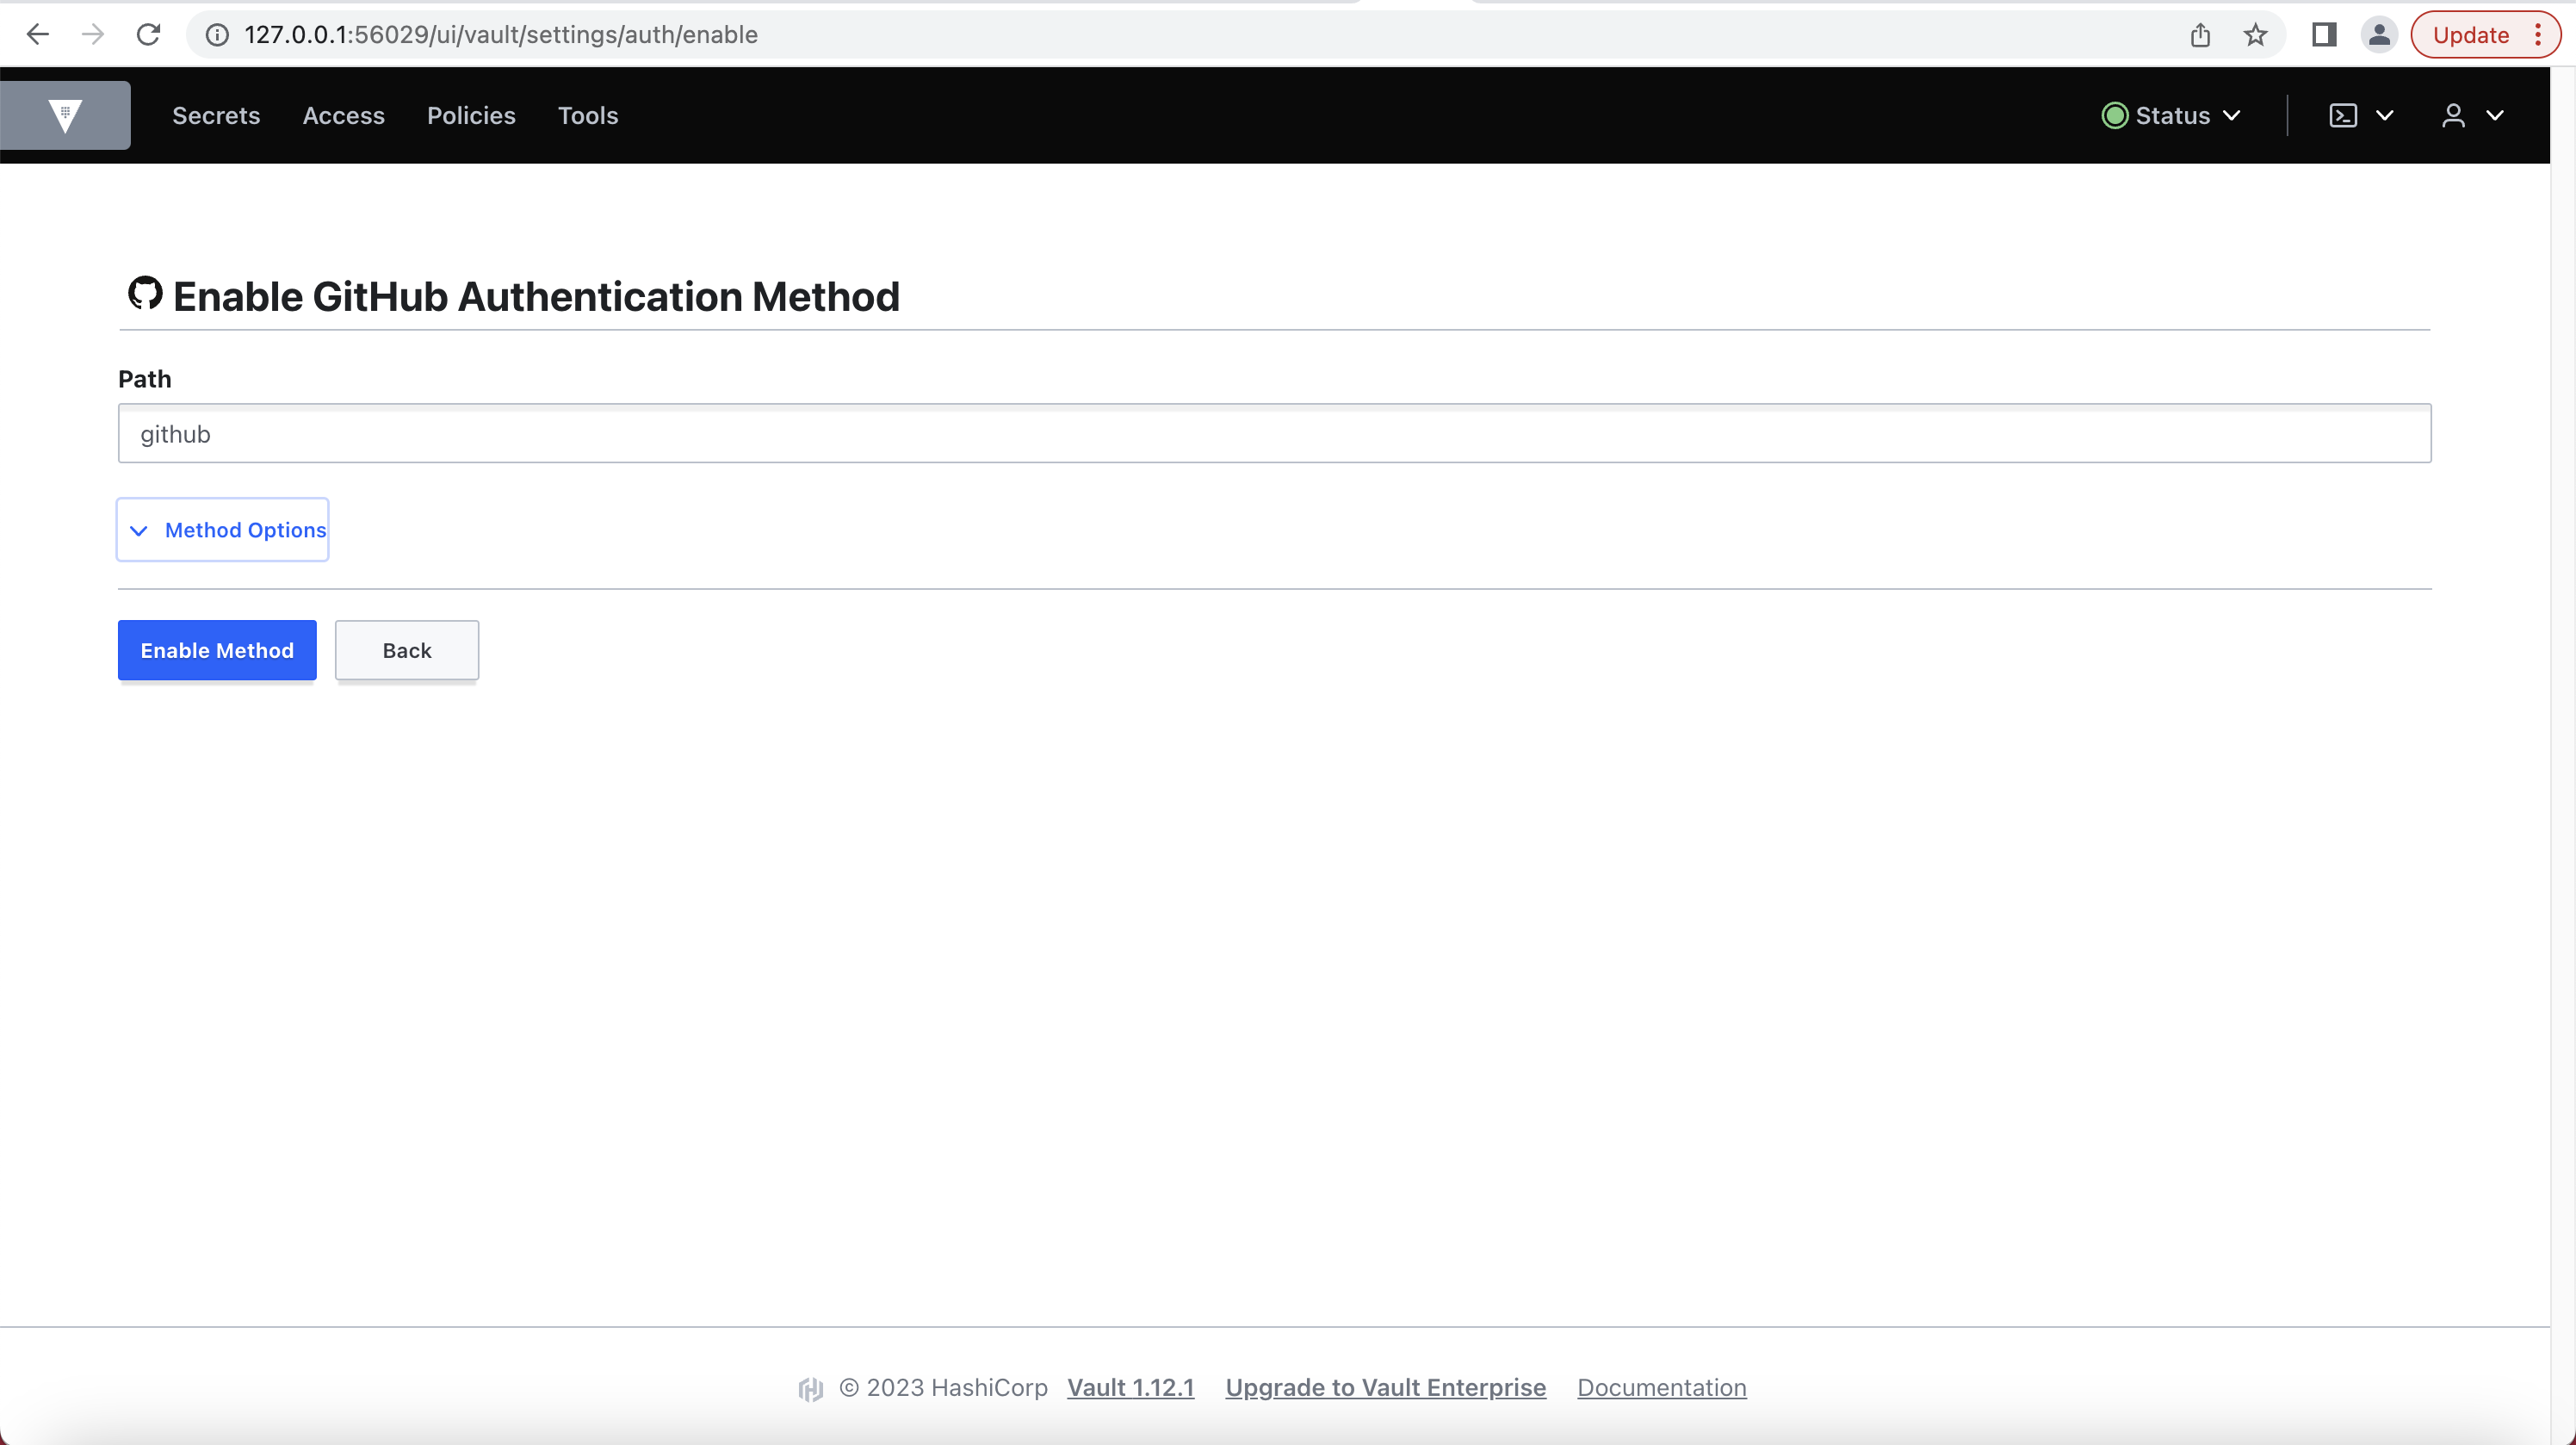 127.0.0.1:56029/ui/vault/settings/auth/enable
Update
Secrets Access Policies Tools
Status
Enable GitHub Authentication Method
Path
github
Method Options
Enable Method Back
© 2023 HashiCorp Vault 1.12.1 Upgrade to Vault Enterprise Documentation